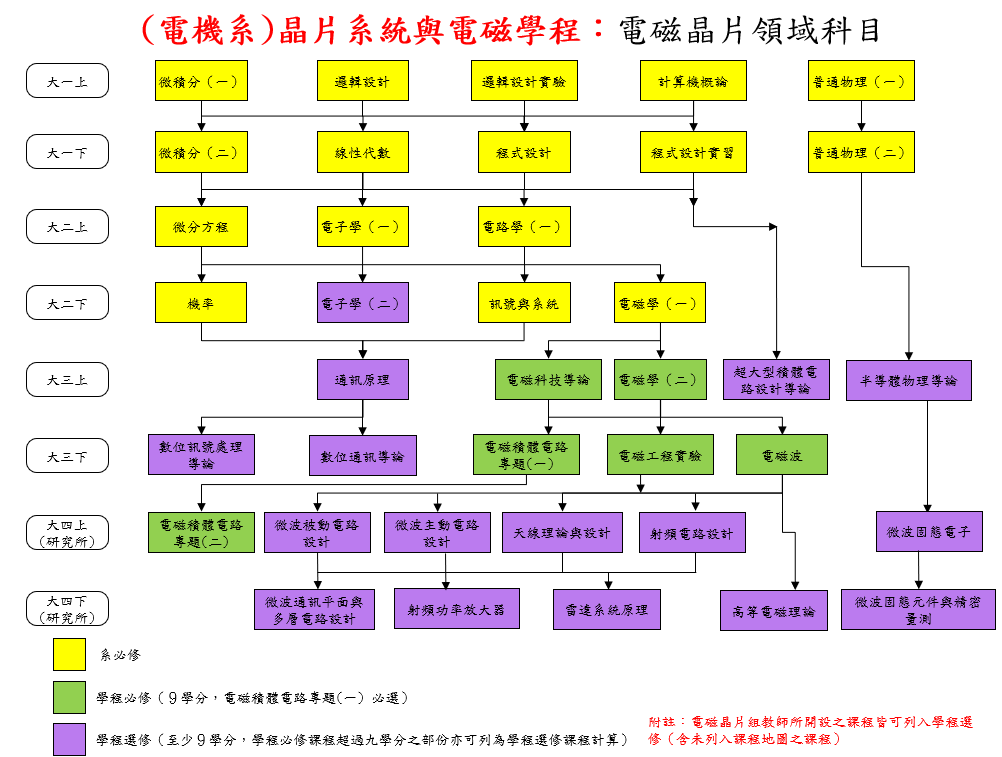 (電機系)晶片系統與電磁學程：電磁晶片領域科目
大一上
微積分（一）
邏輯設計
邏輯設計實驗
計算機概論
普通物理（一）
大一下
微積分（二）
線性代數
程式設計
程式設計實習
普通物理（二）
大二上
微分方程
電子學（一）
電路學（一）
大二下
機率
電子學（二）
訊號與系統
電磁學（一）
大三上
通訊原理
電磁科技導論
電磁學（二）
超大型積體電
路設計導論
半導體物理導論
大三下
數位訊號處理
導論
數位通訊導論
電磁積體電路
專題(一)
電磁工程實驗
電磁波
大四上
（研究所）
電磁積體電路
專題(二)
微波被動電路
設計
微波主動電路
設計
天線理論與設計
射頻電路設計
微波固態電子
大四下
（研究所）
微波通訊平面與
多層電路設計
射頻功率放大器
雷達系統原理
高等電磁理論
微波固態元件與精密
量測
系必修
學程必修（９學分，電磁積體電路專題(一) 必選）
學程選修（至少９學分，學程必修課程超過九學分之部份亦可列為學程選修課程計算）
附註：電磁晶片組教師所開設之課程皆可列入學程選
修（含未列入課程地圖之課程）